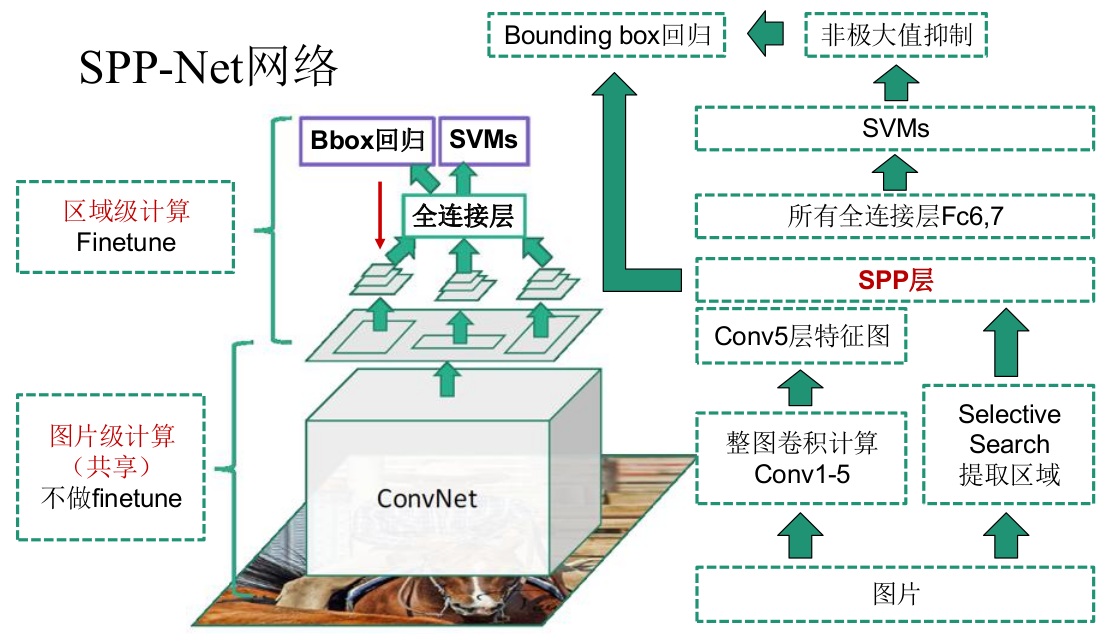 SPP-Net网络
Bounding box回归
非极大值抑制
SVMs
所有全连接层Fc6,7
SPP层
Conv5层特征图
整图卷积计算
Conv1-5
Selective
Search
提取区域
图片
Bbox回归
SVMs
全连接层
ConvNet
区域级计算
Finetune
图片级计算
（共享）
不做finetune